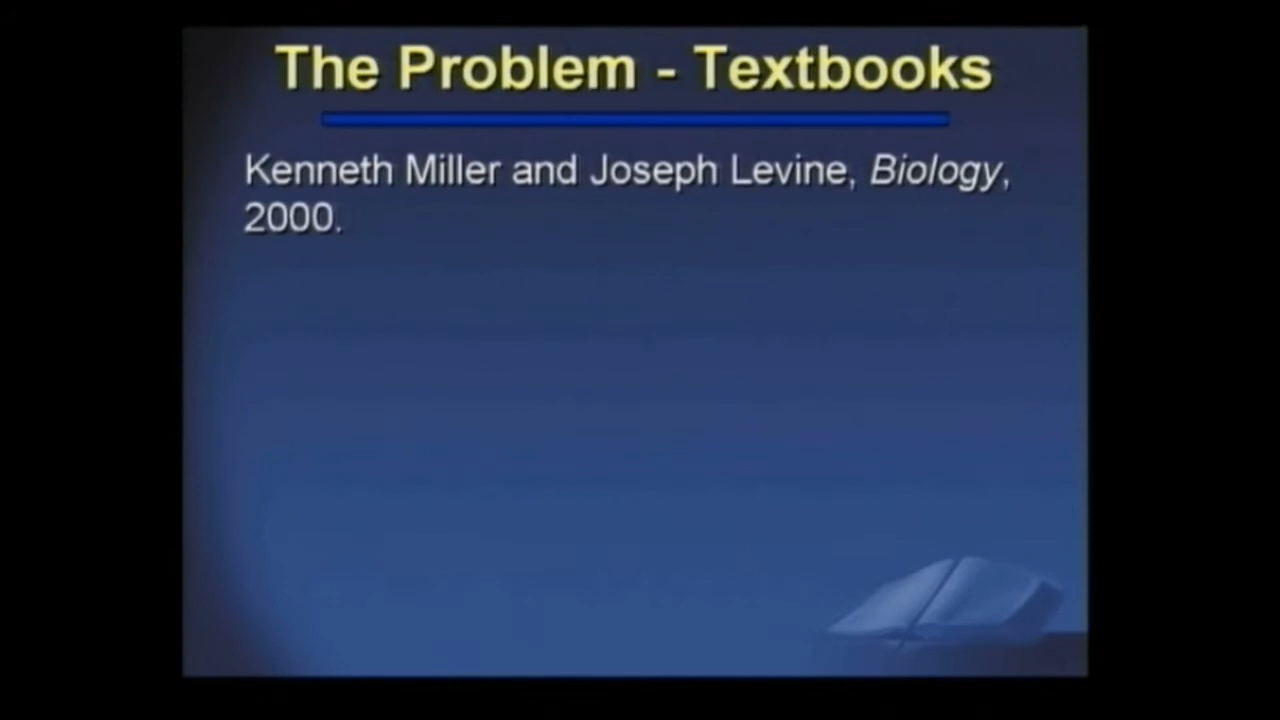 The Problem - Textbooks
Kenneth Miller and Joseph Levine, Biology,
2000.